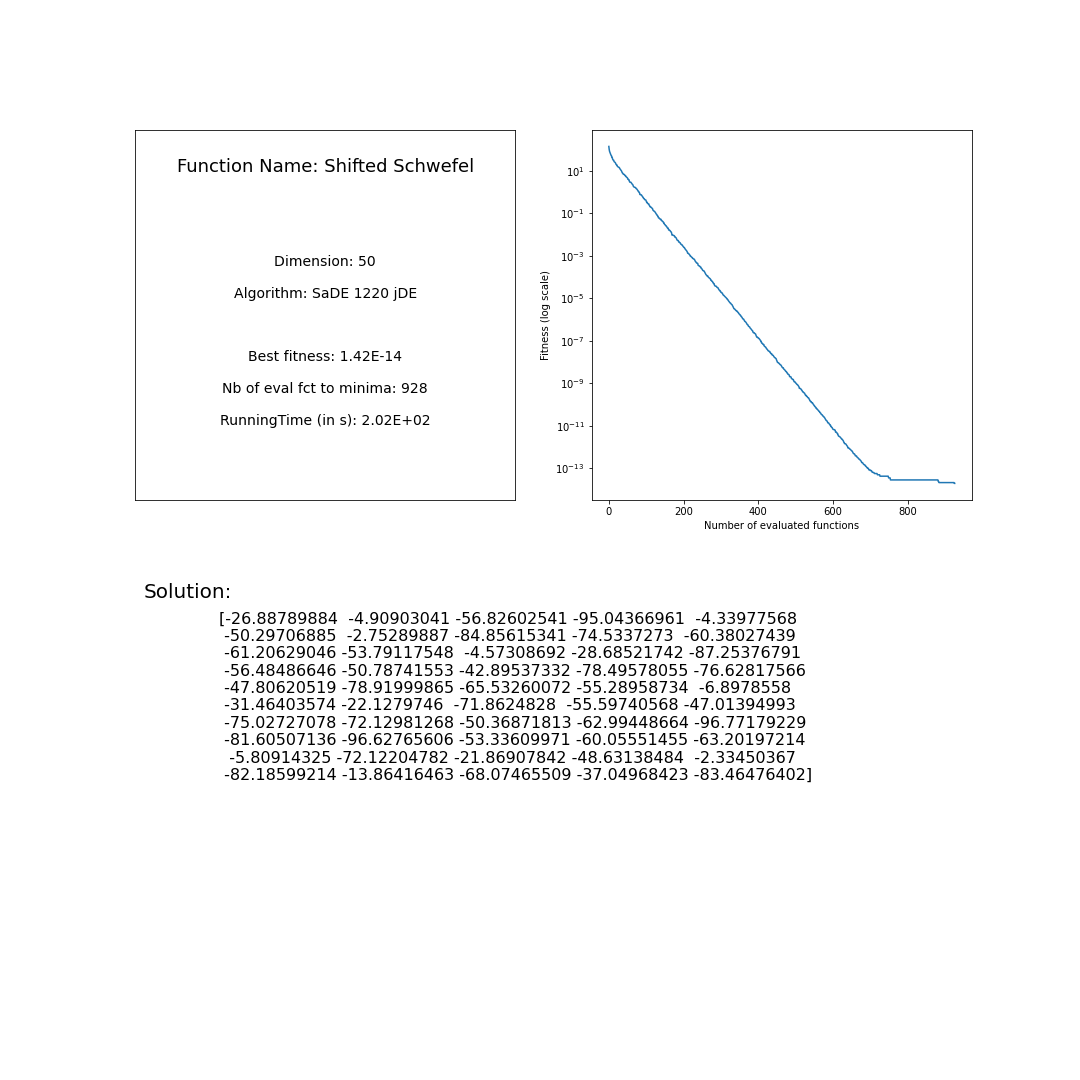 Function Name: Shifted Schwefel
Dimension: 50
Algorithm: SaDE 1220 jDE
Best fitness: 1.42E-14
Nb of eval fct to minima: 928
RunningTime (in s): 2.02E+02
Fitness (log scale)
10¹
10⁻¹
10⁻³
10⁻⁵
10⁻⁷
10⁻⁹
10⁻¹¹
10⁻¹³
0 200 400 600 800
Number of evaluated functions
Solution:
[-26.88789884 -4.90903041 -56.82602541 -95.04366961 -4.33977568
-50.29706885 -2.75289887 -84.85615341 -74.5337273 -60.38027439
-61.20629046 -53.79117548 -4.57308692 -28.68521742 -87.25376791
-56.48486646 -50.78741553 -42.89537332 -78.49578055 -76.62817566
-47.80620519 -78.91999865 -65.53260072 -55.28958734 -6.8978558
-31.46403574 -22.1279746 -71.8624828 -55.59740568 -47.01394993
-75.02727078 -72.12981268 -50.36871813 -62.99448664 -96.77179229
-81.60507136 -96.62765606 -53.33609971 -60.05551455 -63.20197214
-5.80914325 -72.12204782 -21.86907842 -48.63138484 -2.33450367
-82.18599214 -13.86416463 -68.07465509 -37.04968423 -83.46476402]